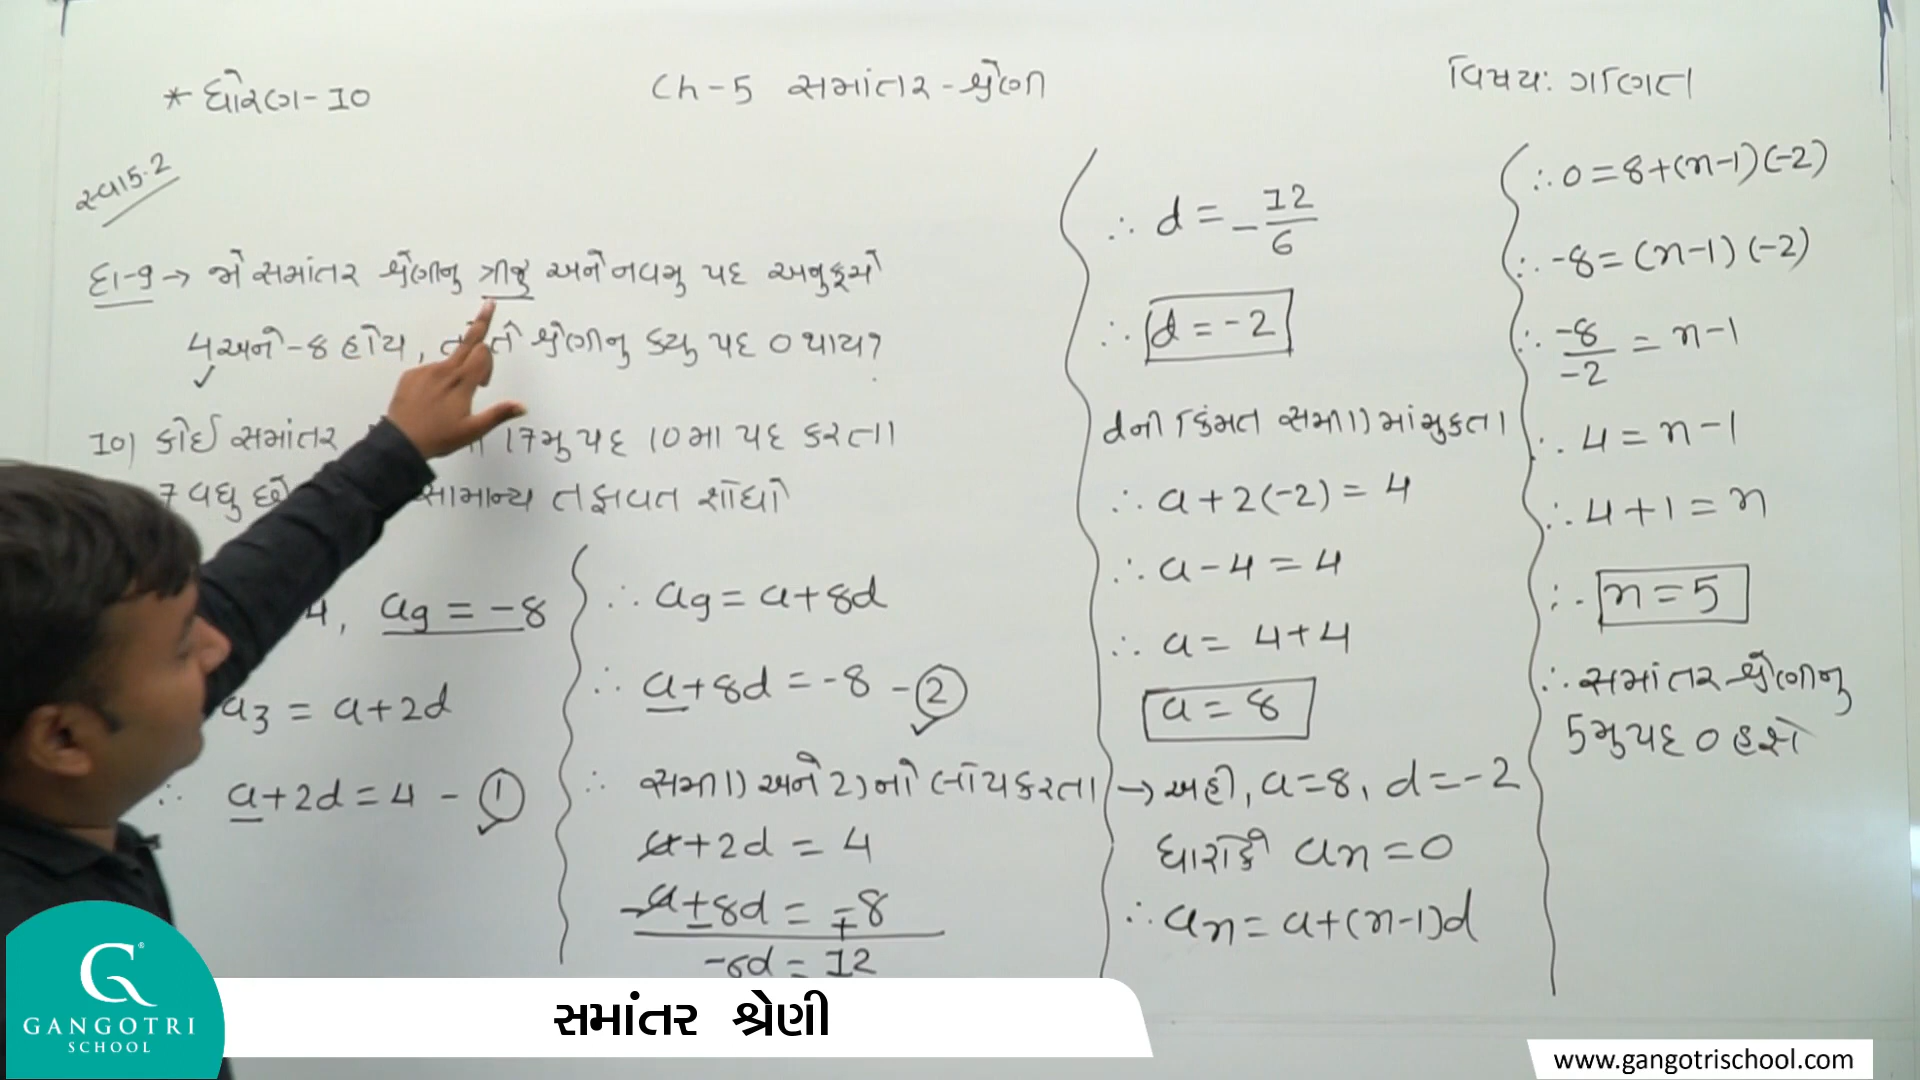 * ધોરણ-10
Ch-5 સમાંતર-શ્રેણી
વિષય: ગણિત
સ્વા5.2
દા-9 → જો સમાંતર શ્રેણીનુ ત્રીજુ અને નવમુ પદ અનુક્રમે
4 અને -8 હોય, તો શ્રેણીનુ કયુ પદ 0 થાય?
10) કોઈ સમાંતર 17મુ પદ 10મા પદ કરતા
7 વધુ છે સામાન્ય તફાવત શોધો
4, a9 = -8
a3 = a+2d
∴ a+2d = 4 - ①
∴ a9 = a+8d
∴ a+8d = -8 - ②
∴ સમી1) અને 2) નો લોપ કરતા
a+2d = 4
-a±8d = ∓8
-6d = 12
∴ d = -12/6
∴ d = -2
d ની કિંમત સમી1) માં મુકતા
∴ a+2(-2) = 4
∴ a-4 = 4
∴ a = 4+4
a = 8
→ અહી, a=8, d=-2
ધારોકે an = 0
∴ an = a+(n-1)d
∴ 0 = 8+(n-1)(-2)
∴ -8 = (n-1)(-2)
∴ -8/-2 = n-1
∴ 4 = n-1
∴ 4+1 = n
∴ n = 5
∴ સમાંતર શ્રેણીનુ
5મુ પદ 0 હશે
G
GANGOTRI
SCHOOL
સમાંતર શ્રેણી
www.gangotrischool.com